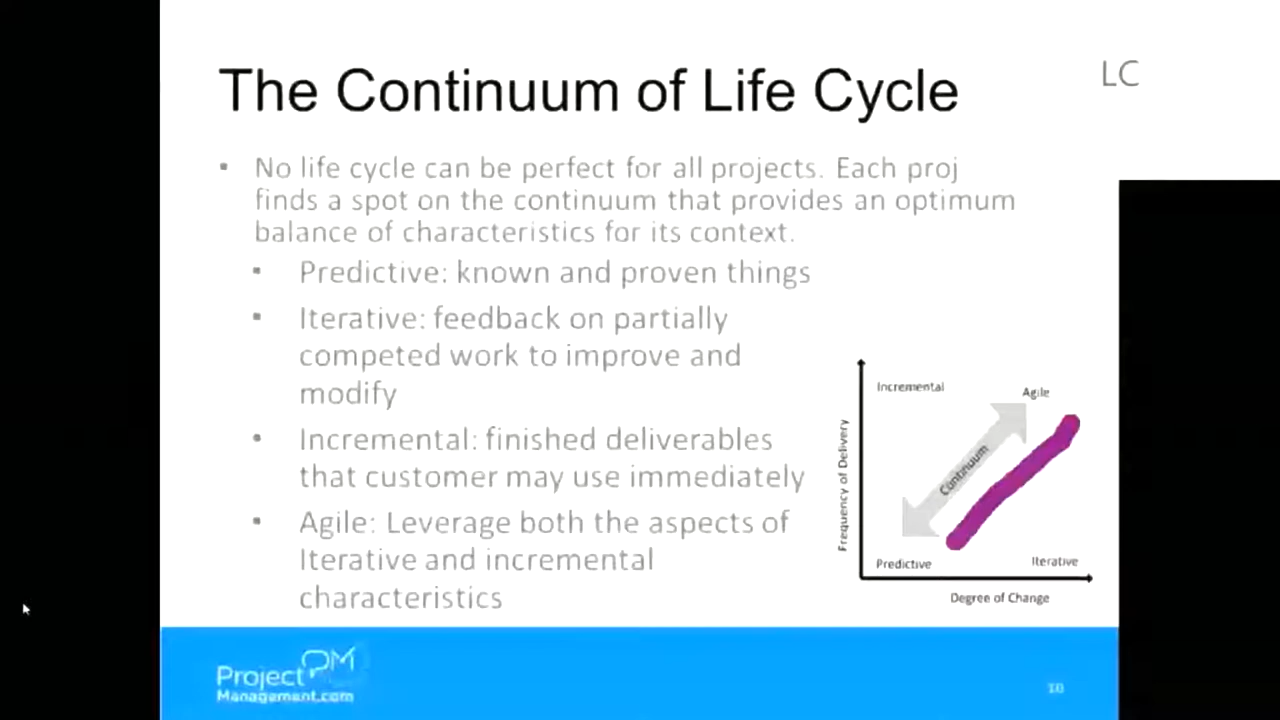 The Continuum of Life Cycle
LC
▪ No life cycle can be perfect for all projects. Each proj
finds a spot on the continuum that provides an optimum
balance of characteristics for its context.
▪ Predictive: known and proven things
▪ Iterative: feedback on partially
competed work to improve and
modify
▪ Incremental: finished deliverables
that customer may use immediately
▪ Agile: Leverage both the aspects of
Iterative and incremental
characteristics
Incremental
Agile
Continuum
Frequency of Delivery
Predictive
Iterative
Degree of Change
Project PM
Management.com
10